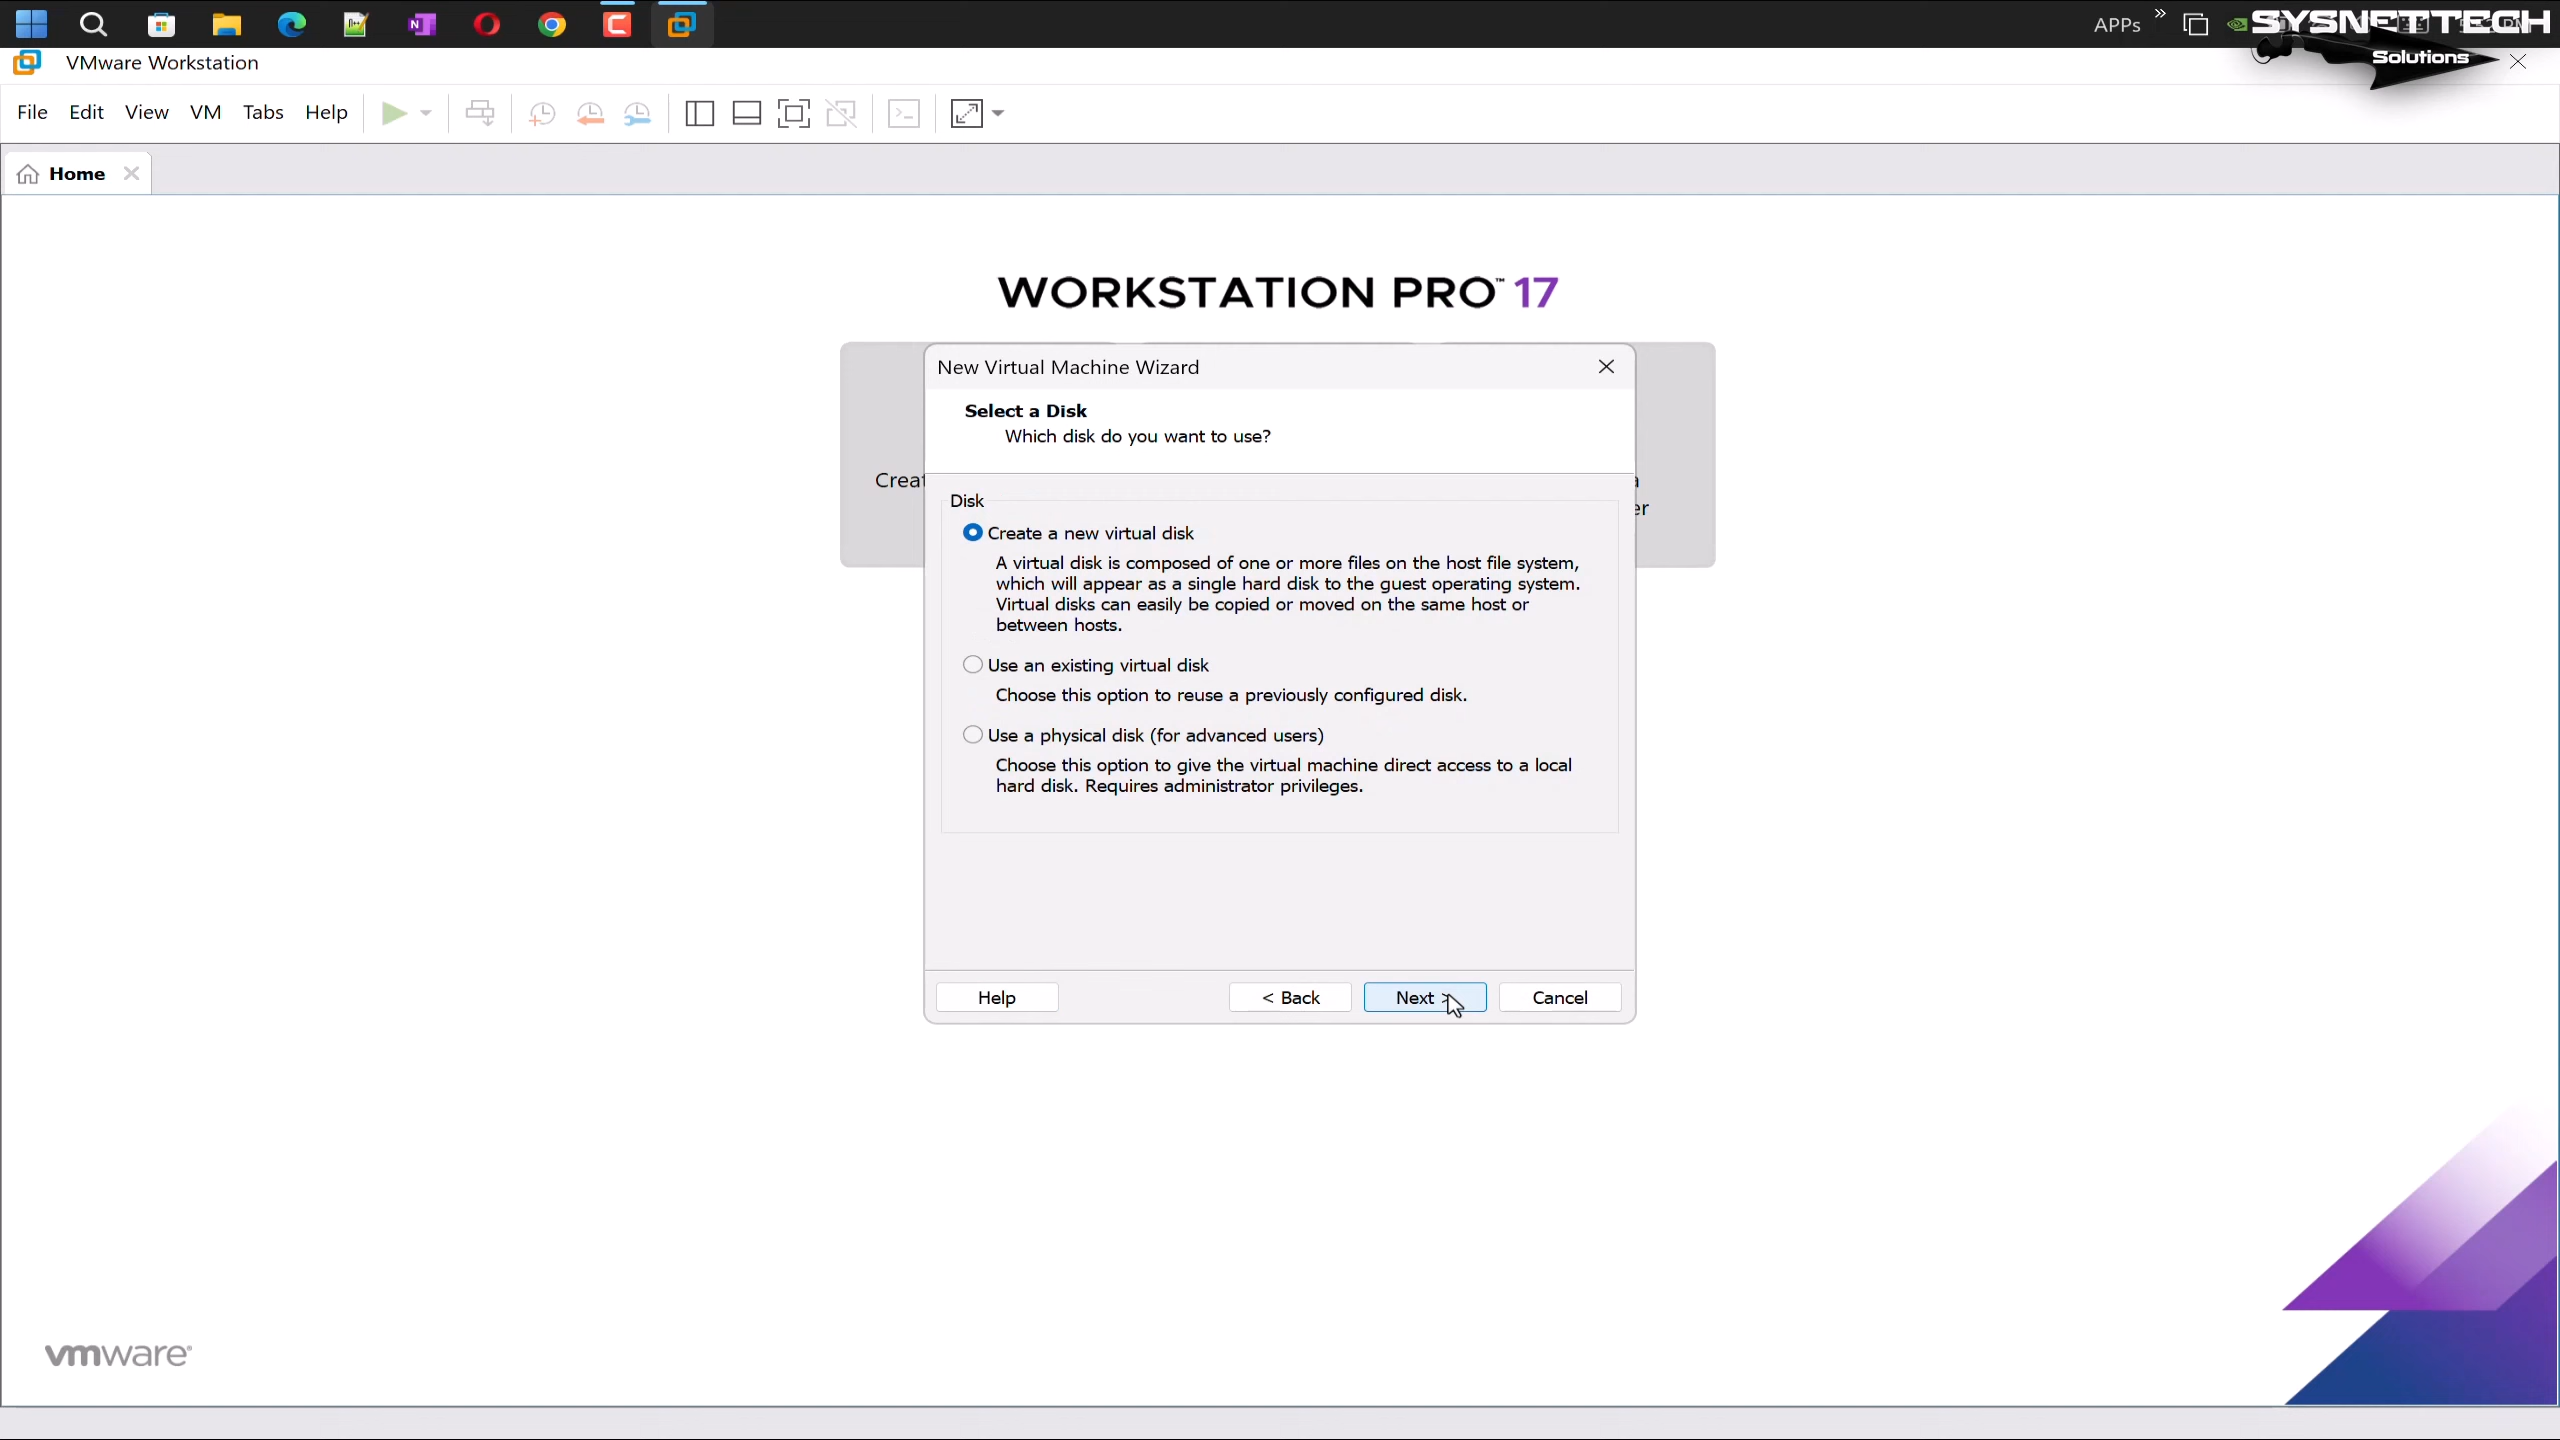 APPs
SYSNETTECH
Solutions
VMware Workstation
File Edit View VM Tabs Help
Home
WORKSTATION PRO™ 17
New Virtual Machine Wizard
Select a Disk
Which disk do you want to use?
Disk
Create a new virtual disk
A virtual disk is composed of one or more files on the host file system,
which will appear as a single hard disk to the guest operating system.
Virtual disks can easily be copied or moved on the same host or
between hosts.
Use an existing virtual disk
Choose this option to reuse a previously configured disk.
Use a physical disk (for advanced users)
Choose this option to give the virtual machine direct access to a local
hard disk. Requires administrator privileges.
Help < Back Next > Cancel
vmware®